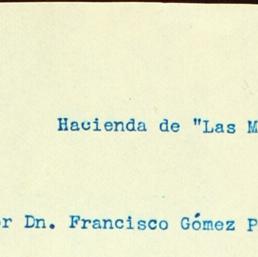 Hacienda de "Las M
r Dn. Francisco Gómez P